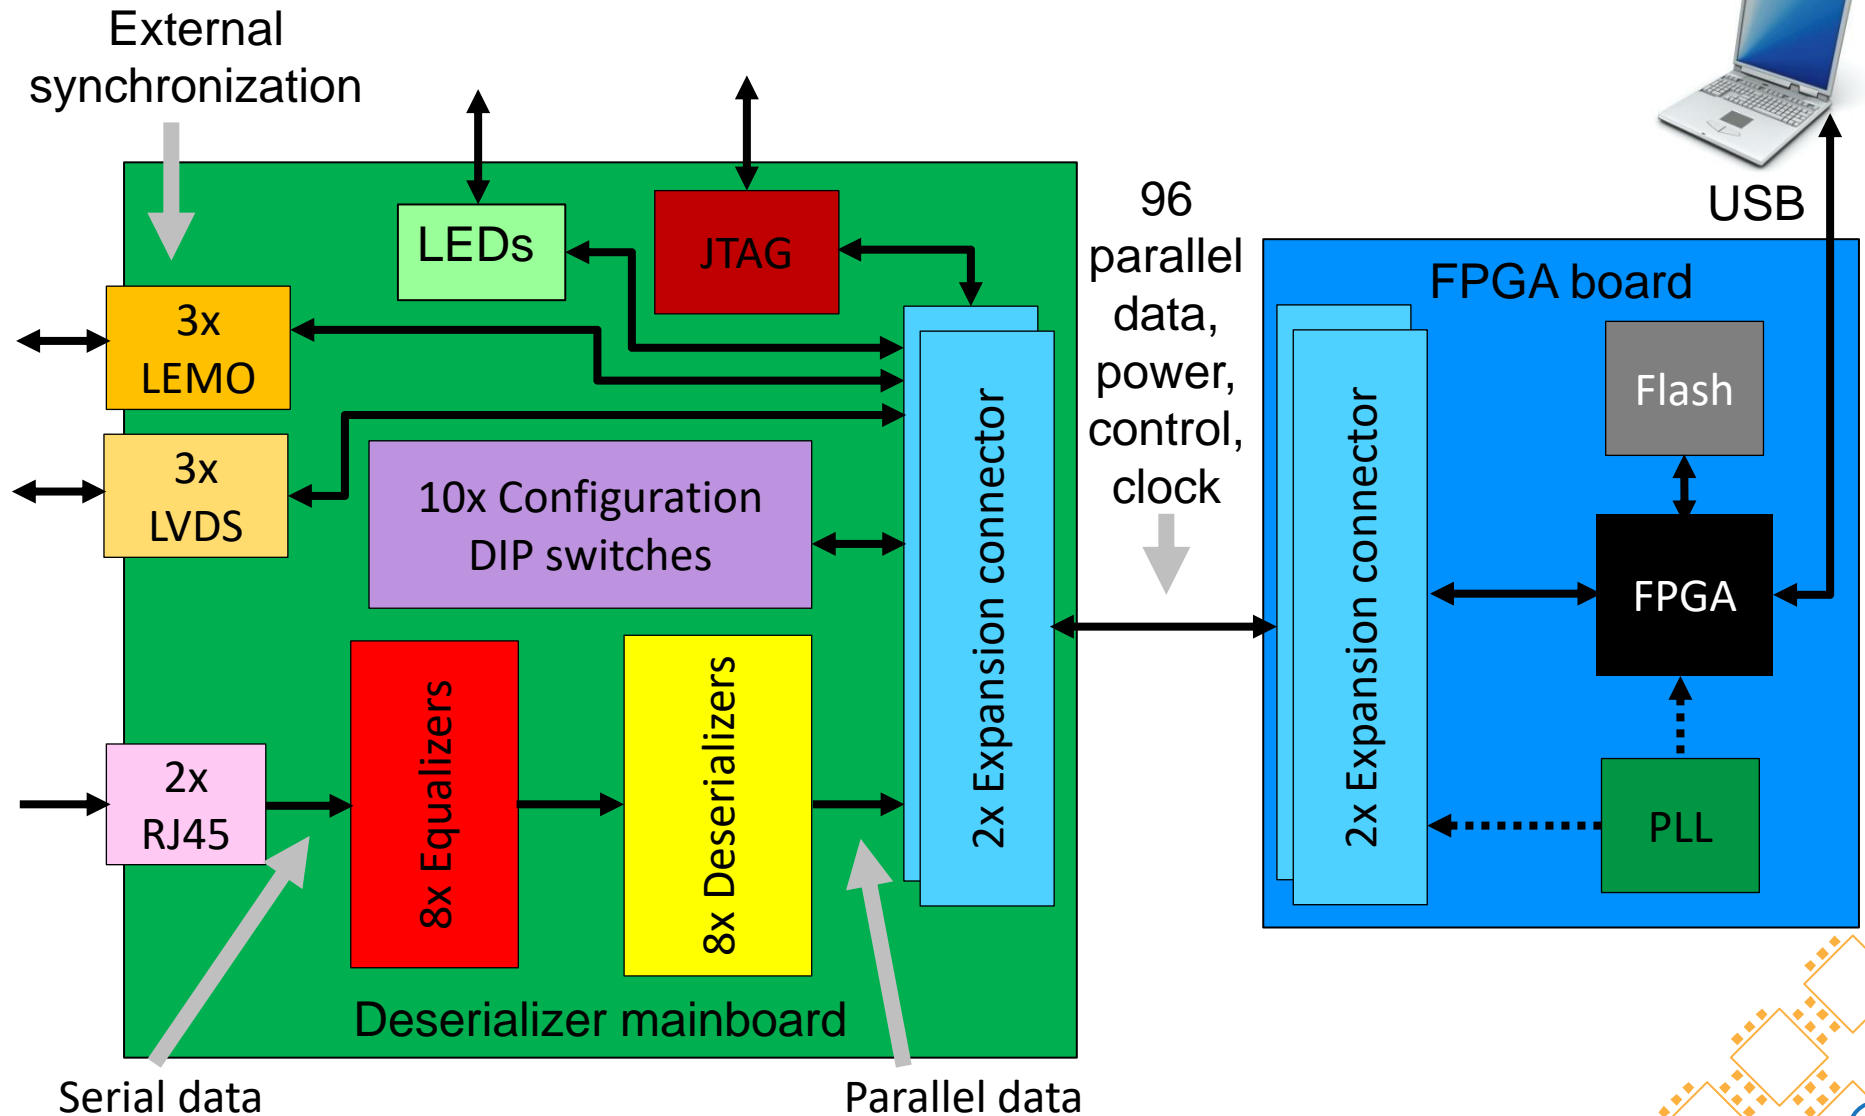 External
synchronization
LEDs
JTAG
3x
LEMO
3x
LVDS
10x Configuration
DIP switches
2x
RJ45
8x Equalizers
8x Deserializers
2x Expansion connector
Deserializer mainboard
Serial data
Parallel data
96
parallel
data,
power,
control,
clock
USB
FPGA board
2x Expansion connector
Flash
FPGA
PLL